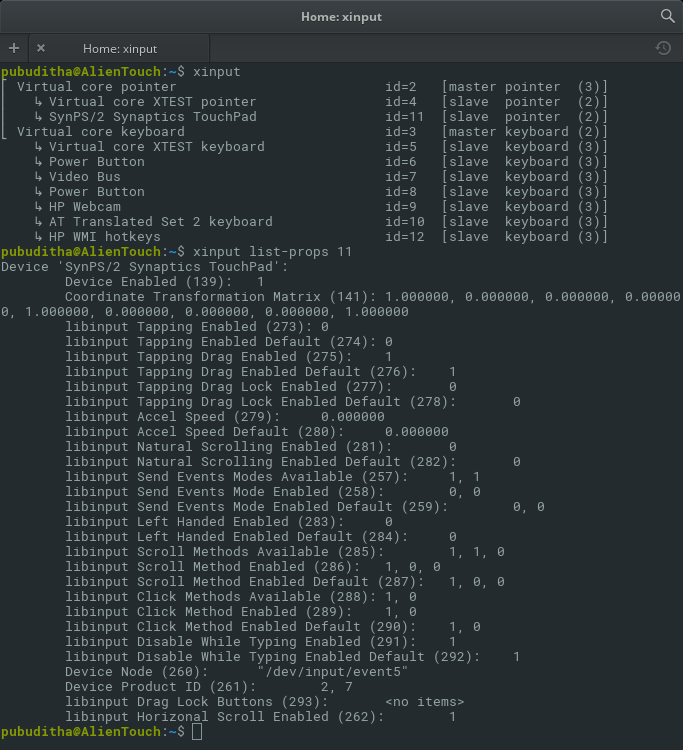 Home: xinput
Home: xinput
pubuditha@AlienTouch:~$ xinput
⎡ Virtual core pointer                          id=2   [master pointer  (3)]
⎜   ↳ Virtual core XTEST pointer                id=4   [slave  pointer  (2)]
⎜   ↳ SynPS/2 Synaptics TouchPad                id=11  [slave  pointer  (2)]
⎣ Virtual core keyboard                         id=3   [master keyboard (2)]
    ↳ Virtual core XTEST keyboard               id=5   [slave  keyboard (3)]
    ↳ Power Button                              id=6   [slave  keyboard (3)]
    ↳ Video Bus                                 id=7   [slave  keyboard (3)]
    ↳ Power Button                              id=8   [slave  keyboard (3)]
    ↳ HP Webcam                                 id=9   [slave  keyboard (3)]
    ↳ AT Translated Set 2 keyboard              id=10  [slave  keyboard (3)]
    ↳ HP WMI hotkeys                            id=12  [slave  keyboard (3)]
pubuditha@AlienTouch:~$ xinput list-props 11
Device 'SynPS/2 Synaptics TouchPad':
        Device Enabled (139):   1
        Coordinate Transformation Matrix (141): 1.000000, 0.000000, 0.000000, 0.00000
0, 1.000000, 0.000000, 0.000000, 0.000000, 1.000000
        libinput Tapping Enabled (273): 0
        libinput Tapping Enabled Default (274): 0
        libinput Tapping Drag Enabled (275):    1
        libinput Tapping Drag Enabled Default (276):    1
        libinput Tapping Drag Lock Enabled (277):       0
        libinput Tapping Drag Lock Enabled Default (278):       0
        libinput Accel Speed (279):     0.000000
        libinput Accel Speed Default (280):     0.000000
        libinput Natural Scrolling Enabled (281):       0
        libinput Natural Scrolling Enabled Default (282):       0
        libinput Send Events Modes Available (257):     1, 1
        libinput Send Events Mode Enabled (258):        0, 0
        libinput Send Events Mode Enabled Default (259):        0, 0
        libinput Left Handed Enabled (283):     0
        libinput Left Handed Enabled Default (284):     0
        libinput Scroll Methods Available (285):        1, 1, 0
        libinput Scroll Method Enabled (286):   1, 0, 0
        libinput Scroll Method Enabled Default (287):   1, 0, 0
        libinput Click Methods Available (288): 1, 0
        libinput Click Method Enabled (289):    1, 0
        libinput Click Method Enabled Default (290):    1, 0
        libinput Disable While Typing Enabled (291):    1
        libinput Disable While Typing Enabled Default (292):    1
        Device Node (260):      "/dev/input/event5"
        Device Product ID (261):        2, 7
        libinput Drag Lock Buttons (293):       <no items>
        libinput Horizonal Scroll Enabled (262):        1
pubuditha@AlienTouch:~$